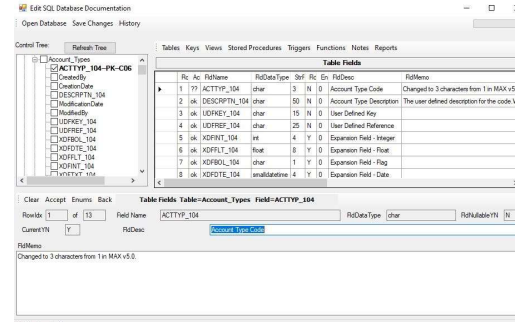 Edit SQL Database Documentation
Open Database Save Changes History
Control Tree: Refresh Tree
Tables Keys Views Stored Procedures Triggers Functions Notes Reports
Account_Types
ACTTYP_104--PK--C06
CreatedBy
CreationDate
DESCRPTN_104
ModificationDate
ModifiedBy
UDFKEY_104
UDFREF_104
XDFBOL_104
XDFDTE_104
XDFFLT_104
XDFINT_104
XDFTXT_104
Table Fields
Rc Ac FldName FldDataType StrF Flc En FldDesc FldMemo
1 ?? ACTTYP_104 char 3 N 0 Account Type Code Changed to 3 characters from 1 in MAX v5
2 ok DESCRPTN_104 char 50 N 0 Account Type Description The user defined description for the code. V
3 ok UDFKEY_104 char 15 N 0 User Defined Key
4 ok UDFREF_104 char 25 N 0 User Defined Reference
5 ok XDFINT_104 int 4 Y 0 Expansion Field - Integer
6 ok XDFFLT_104 float 8 Y 0 Expansion Field - Float
7 ok XDFBOL_104 char 1 Y 0 Expansion Field - Flag
8 ok XDFDTE_104 smalldatetime 4 Y 0 Expansion Field - Date
Clear Accept Enums Back Table Fields Table=Account_Types Field=ACTTYP_104
RowIdx 1 of 13 Field Name ACTTYP_104 FldDataType char FldNullableYN N
CurrentYN Y FldDesc Account Type Code
FldMemo
Changed to 3 characters from 1 in MAX v5.0.